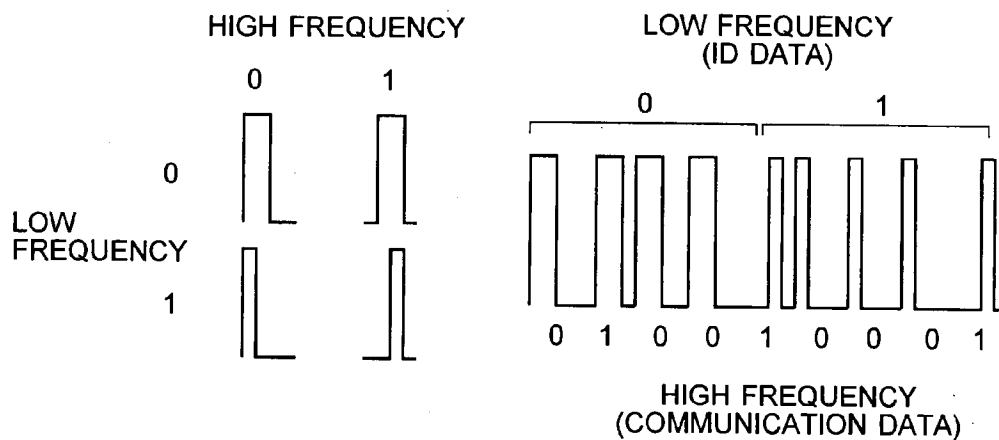 HIGH FREQUENCY
0 1
0
LOW
FREQUENCY
1
LOW FREQUENCY
(ID DATA)
0 1
0 1 0 0 1 0 0 0 1
HIGH FREQUENCY
(COMMUNICATION DATA)